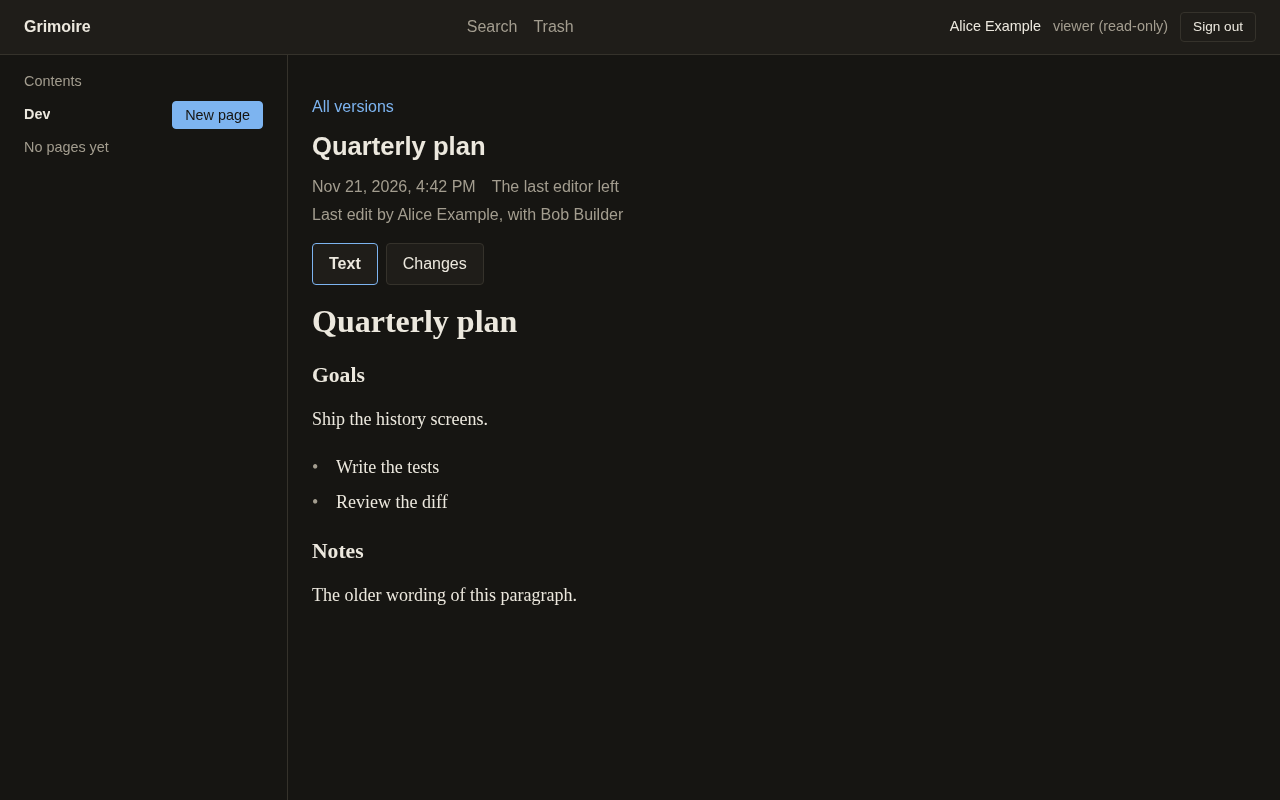 Grimoire
Search Trash
Alice Example viewer (read-only) Sign out
Contents
Dev
New page
No pages yet
All versions
Quarterly plan
Nov 21, 2026, 4:42 PM The last editor left
Last edit by Alice Example, with Bob Builder
Text Changes
Quarterly plan
Goals
Ship the history screens.
• Write the tests
• Review the diff
Notes
The older wording of this paragraph.